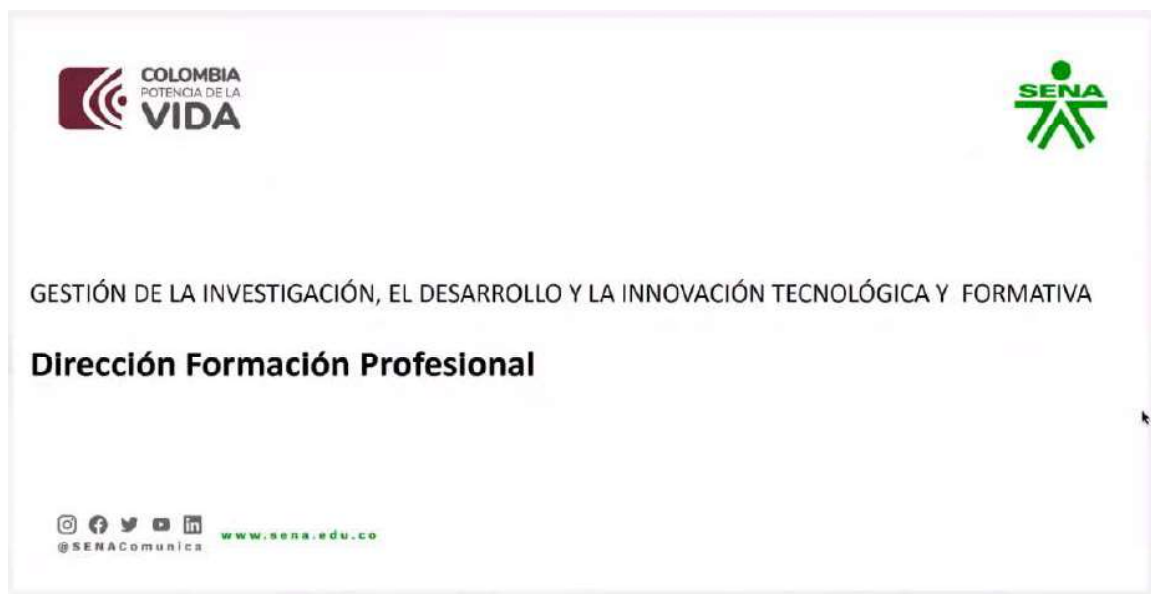 COLOMBIA
POTENCIA DE LA
VIDA
SENA
GESTIÓN DE LA INVESTIGACIÓN, EL DESARROLLO Y LA INNOVACIÓN TECNOLÓGICA Y FORMATIVA
Dirección Formación Profesional
@SENAComunica
www.sena.edu.co